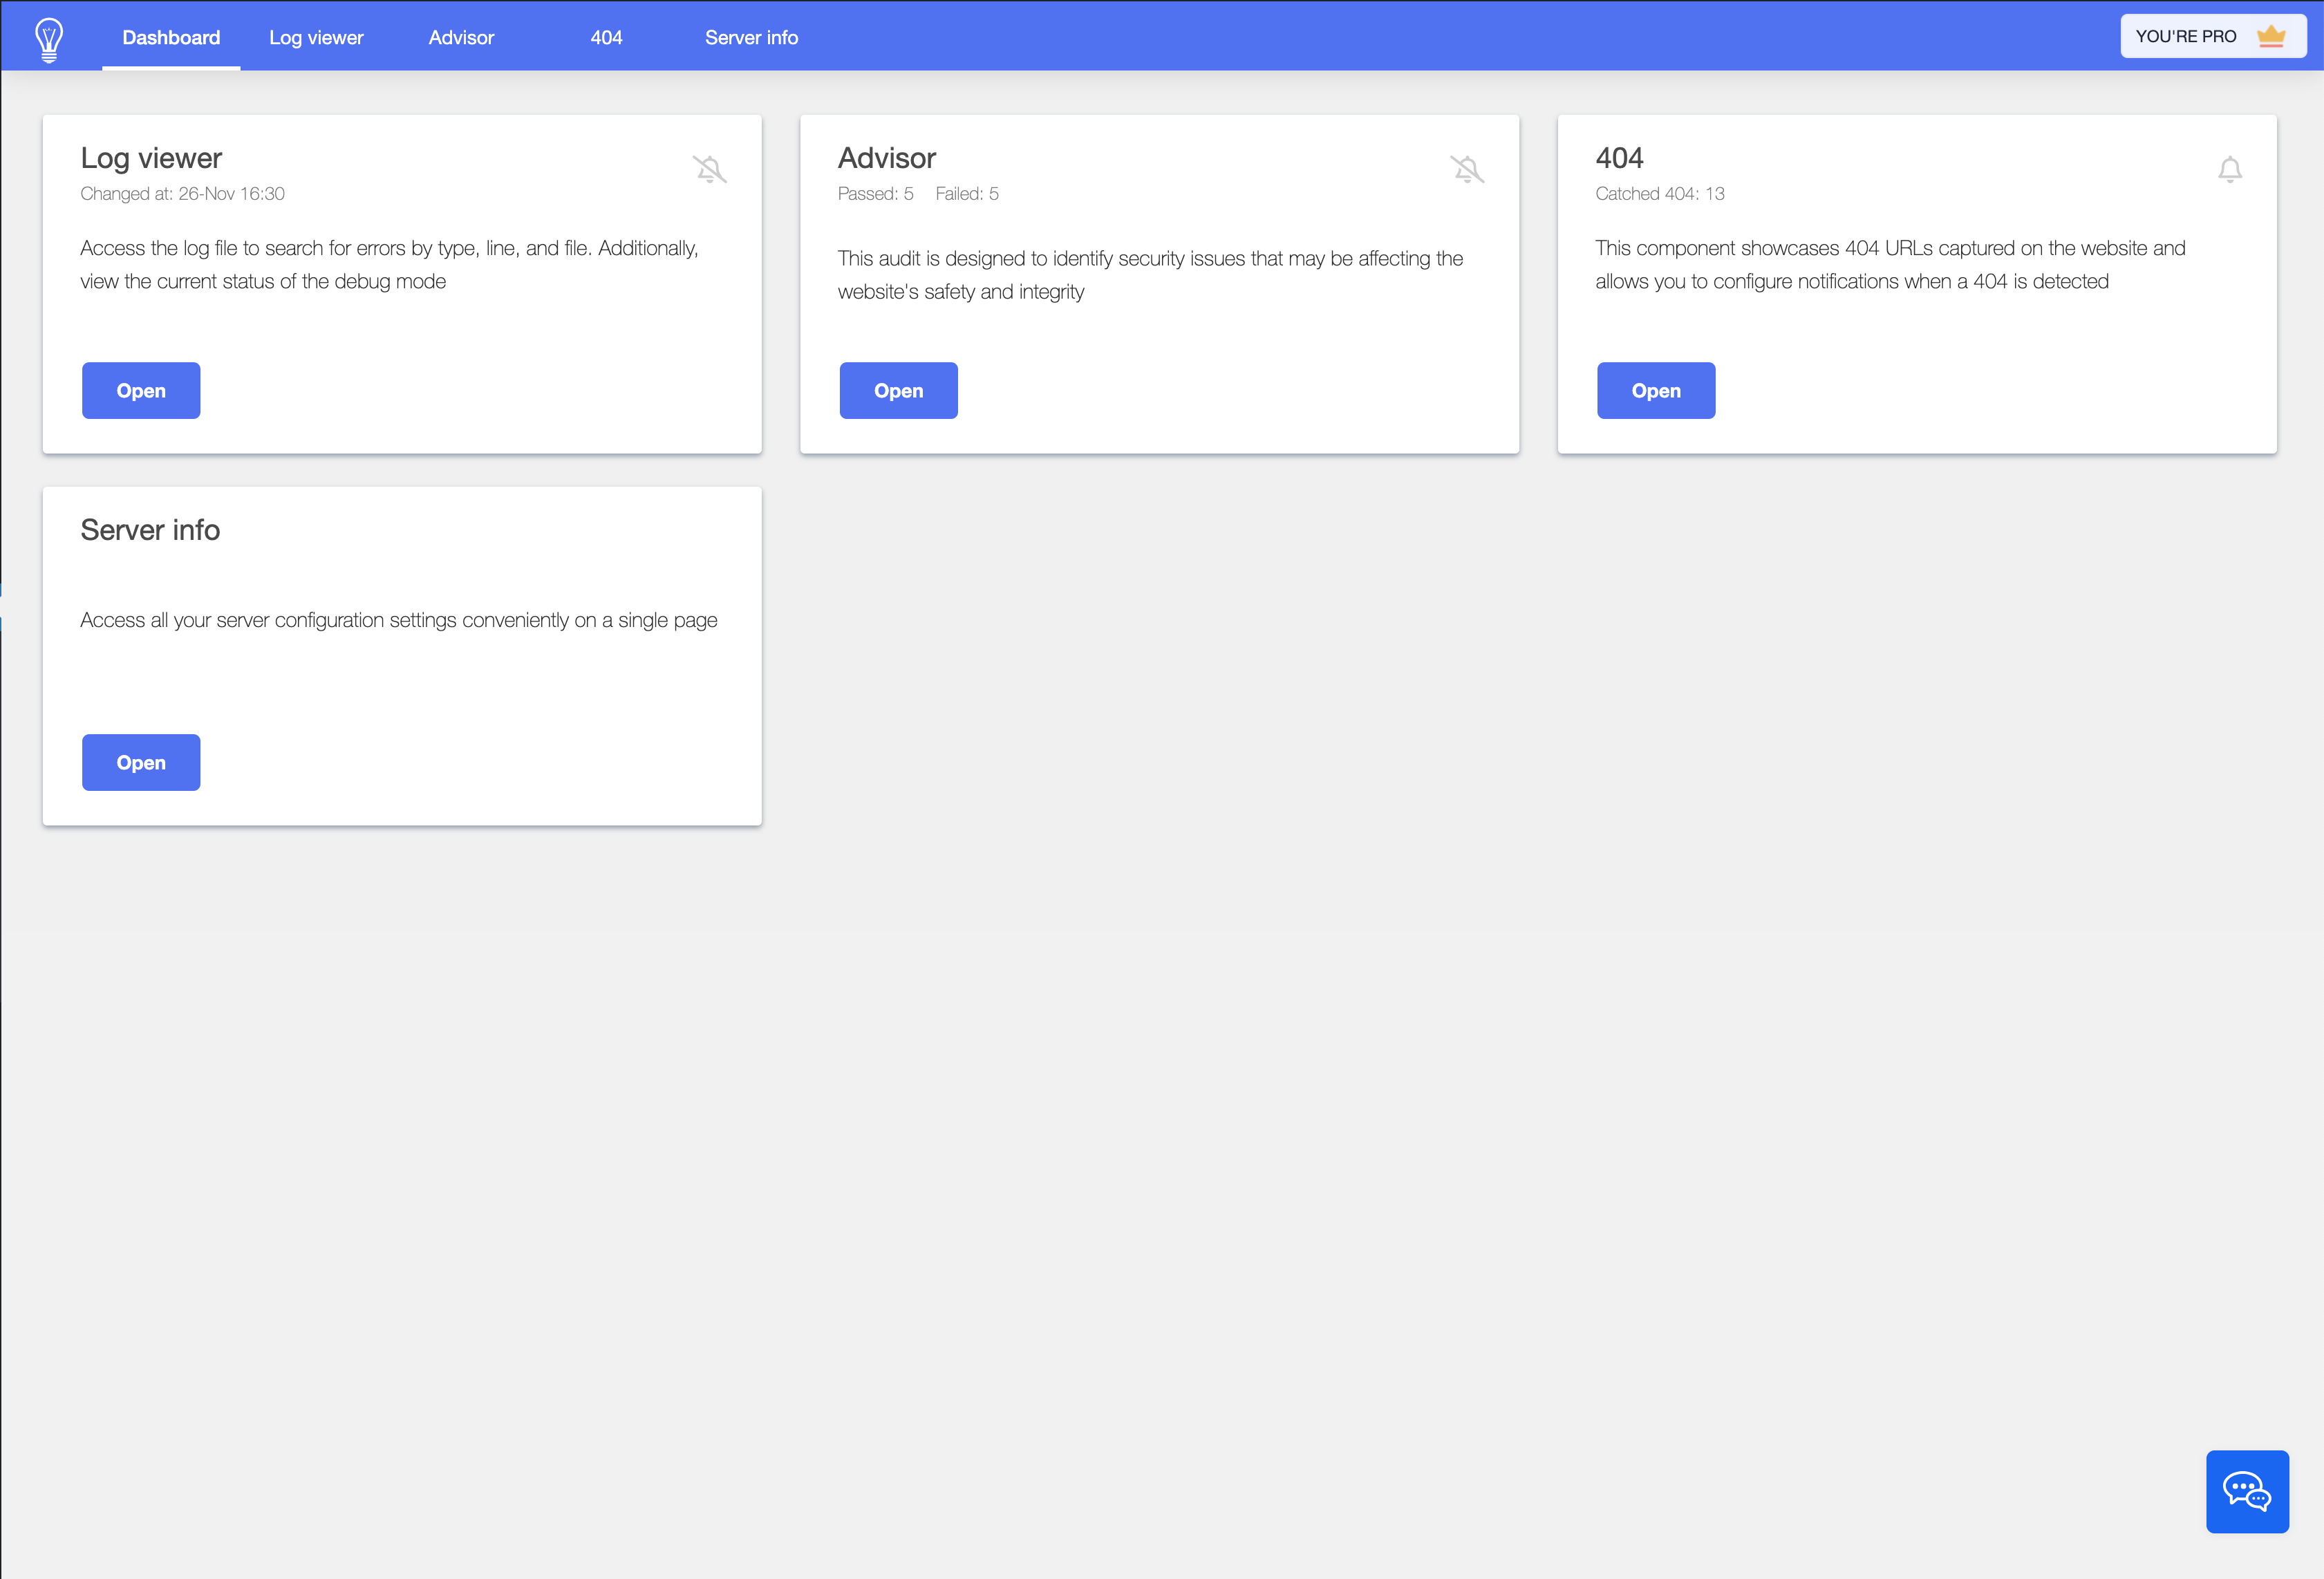 Dashboard
Log viewer
Advisor
404
Server info
YOU'RE PRO
Log viewer
Changed at: 26-Nov 16:30
Access the log file to search for errors by type, line, and file. Additionally,
view the current status of the debug mode
Open
Advisor
Passed: 5 Failed: 5
This audit is designed to identify security issues that may be affecting the
website's safety and integrity
Open
404
Catched 404: 13
This component showcases 404 URLs captured on the website and
allows you to configure notifications when a 404 is detected
Open
Server info
Access all your server configuration settings conveniently on a single page
Open